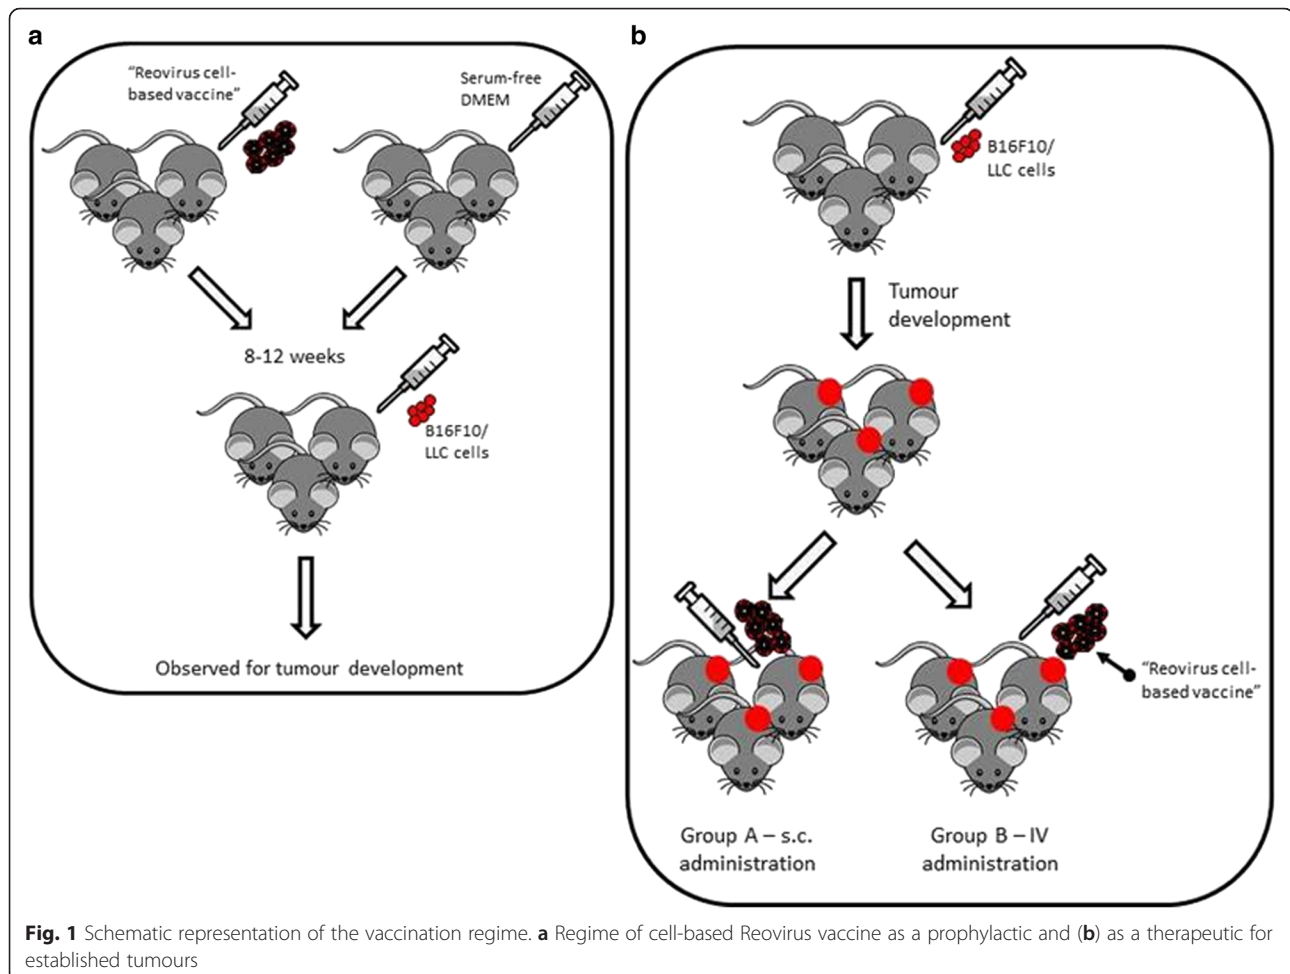 a
"Reovirus cell-
based vaccine"
Serum-free
DMEM
8-12 weeks
B16F10/
LLC cells
Observed for tumour development
b
B16F10/
LLC cells
Tumour
development
"Reovirus cell-
based vaccine"
Group A – s.c.
administration
Group B – IV
administration
Fig. 1 Schematic representation of the vaccination regime. a Regime of cell-based Reovirus vaccine as a prophylactic and (b) as a therapeutic for
established tumours